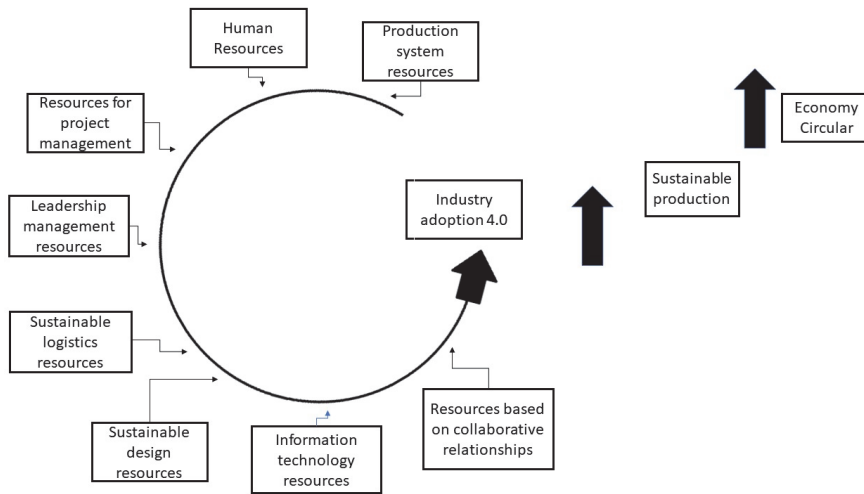 Human
Resources
Production
system
resources
Resources for
project
management
Economy
Circular
Sustainable
production
Industry
adoption 4.0
Leadership
management
resources
Sustainable
logistics
resources
Sustainable
design
resources
Information
technology
resources
Resources based
on collaborative
relationships